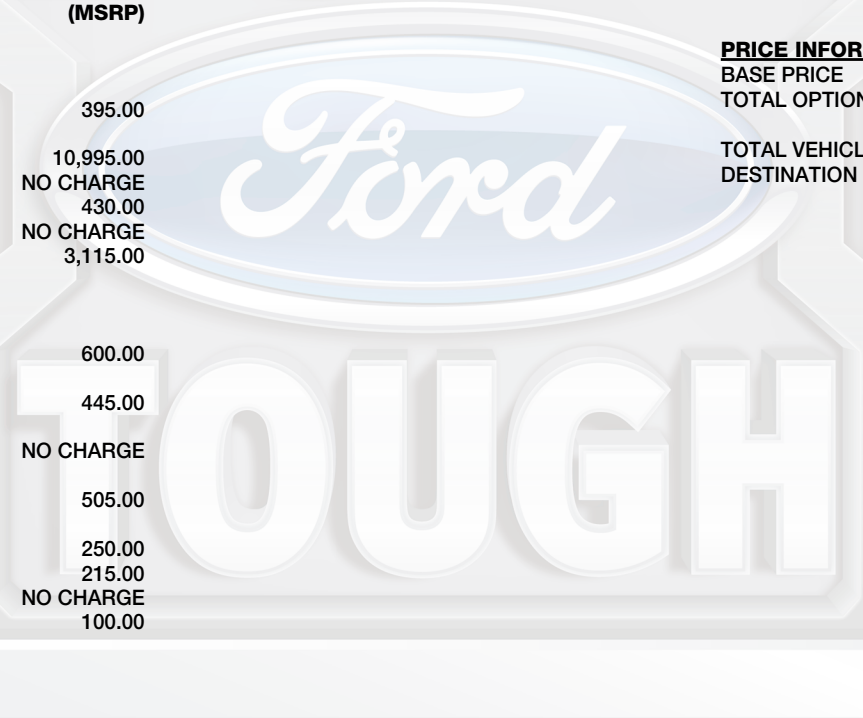 (MSRP)
395.00
10,995.00
NO CHARGE
430.00
NO CHARGE
3,115.00
600.00
445.00
NO CHARGE
505.00
250.00
215.00
NO CHARGE
100.00
PRICE INFOR
BASE PRICE
TOTAL OPTION
TOTAL VEHICL
DESTINATION
Ford
TOUGH